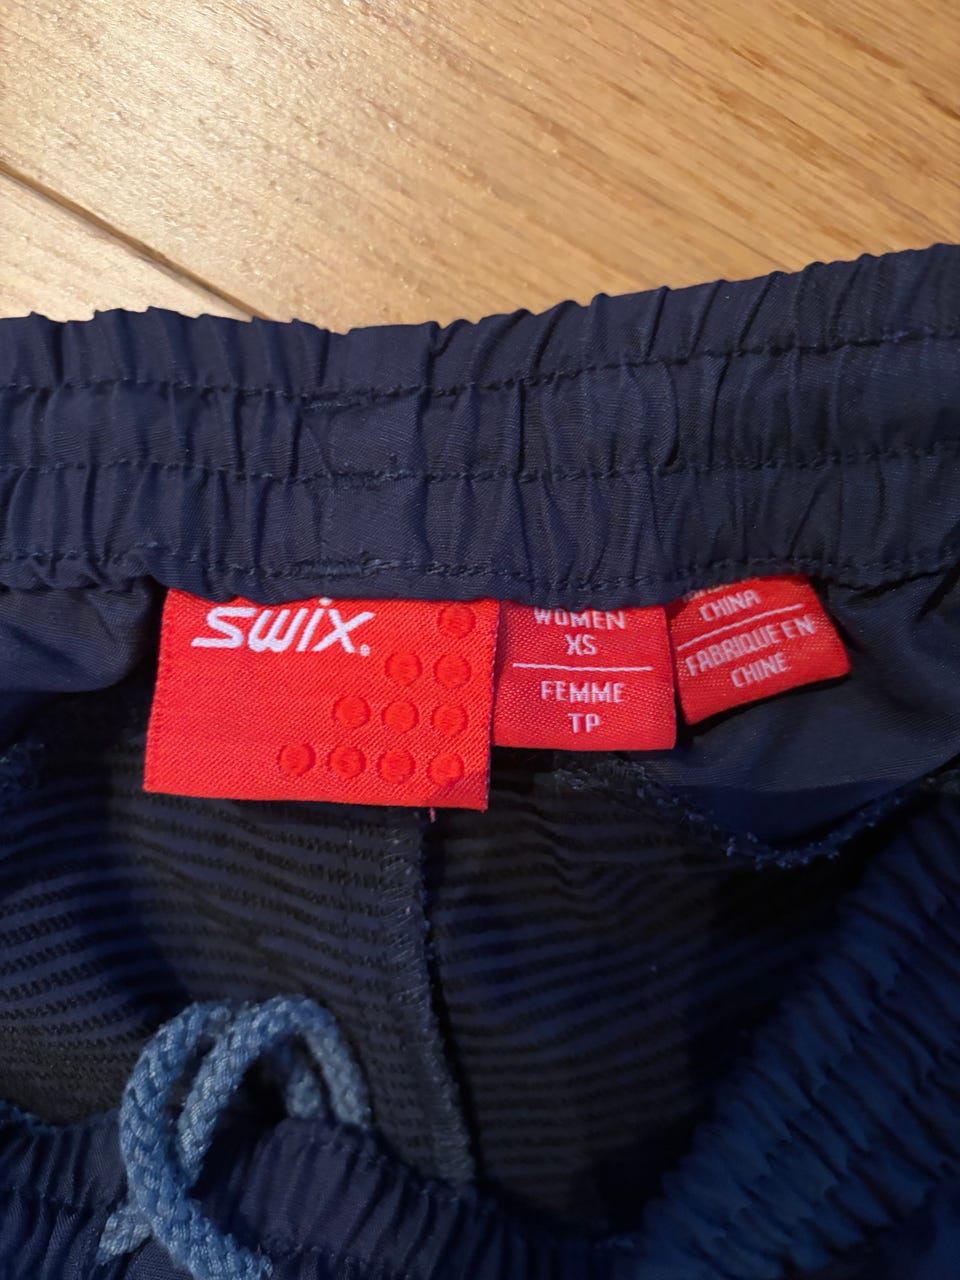 swix.
WOMEN
XS
FEMME
TP
CHINA
FABRIQUE EN
CHINE